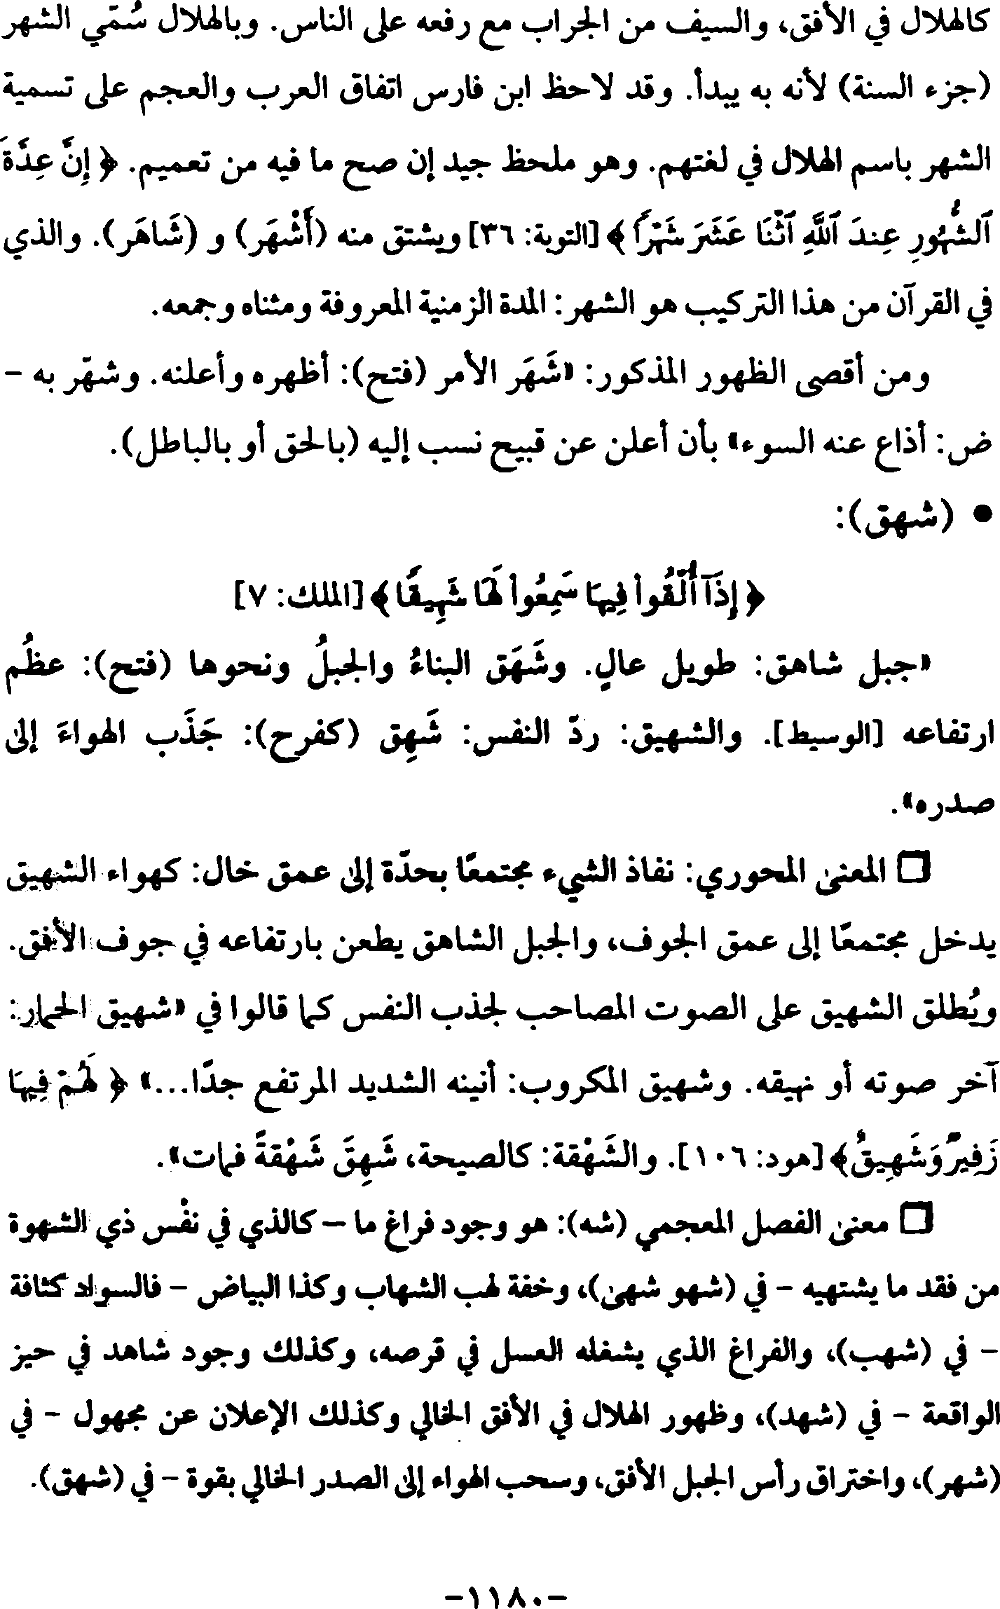 كالهلال في الأفق، والسيف من الجراب مع رفعه على الناس. وبالهلال سُمّي الشهر
(جزء السنة) لأنه به يبدأ. وقد لاحظ ابن فارس اتفاق العرب والعجم على تسمية
الشهر باسم الهلال في لغتهم. وهو ملحظ جيد إن صح ما فيه من تعميم. ﴿ إِنَّ عِدَّةَ
ٱلشُّهُورِ عِندَ ٱللَّهِ ٱثْنَا عَشَرَ شَهْرًا ﴾ [التوبة: ٣٦] ويشتق منه (أَشْهَر) و (شَاهَر). والذي
في القرآن من هذا التركيب هو الشهر: المدة الزمنية المعروفة ومثناه وجمعه.
ومن أقصى الظهور المذكور: «شَهَر الأمر (فتح): أظهره وأعلنه. وشهّر به –
ض: أذاع عنه السوء» بأن أعلن عن قبيح نسب إليه (بالحق أو بالباطل).
● (شهق):
﴿ إِذَآ أُلْقُوا۟ فِيهَا سَمِعُوا۟ لَهَا شَهِيقًا ﴾ [الملك: ٧]
«جبل شاهق: طويل عالٍ. وشَهَق البناءُ والجبلُ ونحوها (فتح): عظُم
ارتفاعه [الوسيط]. والشهيق: ردّ النفس: شَهِق (كفرح): جَذَب الهواءَ إلى
صدره».
❒ المعنى المحوري: نفاذ الشيء مجتمعًا بحدّة إلى عمق خال: كهواء الشهيق
يدخل مجتمعًا إلى عمق الجوف، والجبل الشاهق يطعن بارتفاعه في جوف الأفق.
ويُطلق الشهيق على الصوت المصاحب لجذب النفس كما قالوا في «شهيق الحمار:
آخر صوته أو نهيقه. وشهيق المكروب: أنينه الشديد المرتفع جدًا...» ﴿ لَهُمْ فِيهَا
زَفِيرٌ وَشَهِيقٌ ﴾ [هود: ١٠٦]. والشَهْقة: كالصيحة، شَهِقَ شَهْقةً فمات».
❒ معنى الفصل المعجمي (شه): هو وجود فراغ ما – كالذي في نفْس ذي الشهوة
من فقد ما يشتهيه – في (شهو شهى)، وخفة لهب الشهاب وكذا البياض – فالسواد كثافة
– في (شهب)، والفراغ الذي يشغله العسل في قرصه، وكذلك وجود شاهد في حيز
الواقعة – في (شهد)، وظهور الهلال في الأفق الخالي وكذلك الإعلان عن مجهول – في
(شهر)، واختراق رأس الجبل الأفق، وسحب الهواء إلى الصدر الخالي بقوة – في (شهق).
-١١٨٠-